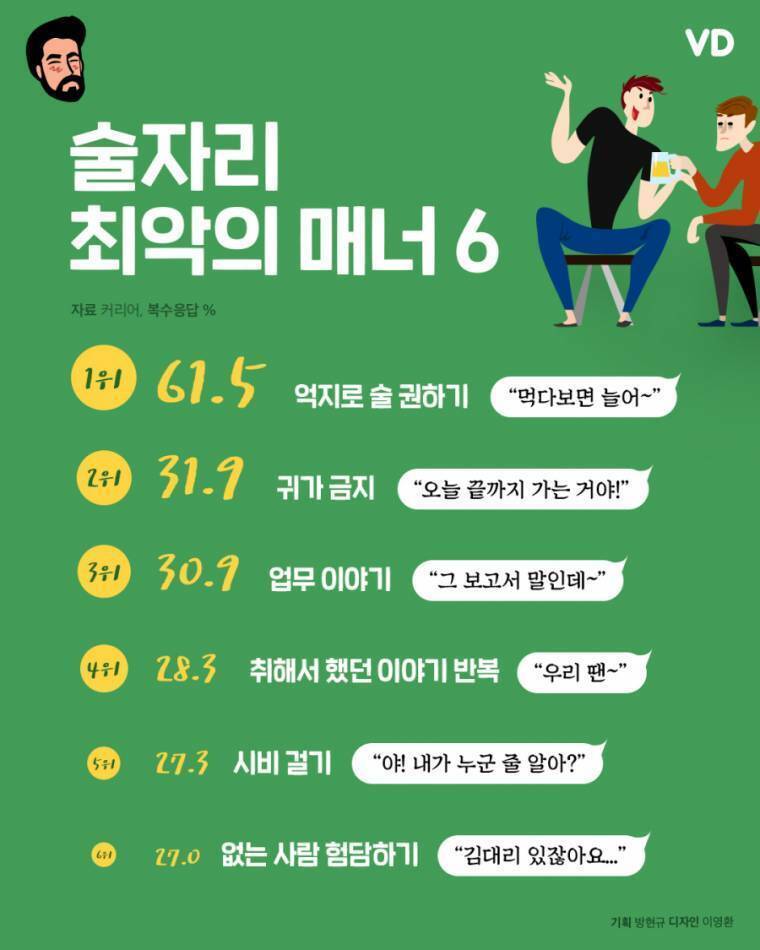 VD
술자리
최악의 매너 6
자료 커리어, 복수응답 %
1위 61.5 억지로 술 권하기 “먹다보면 늘어~”
2위 31.9 귀가 금지 “오늘 끝까지 가는 거야!”
3위 30.9 업무 이야기 “그 보고서 말인데~”
4위 28.3 취해서 했던 이야기 반복 “우리 땐~”
5위 27.3 시비 걸기 “야! 내가 누군 줄 알아?”
6위 27.0 없는 사람 험담하기 “김대리 있잖아요...”
기획 방현규 디자인 이영환